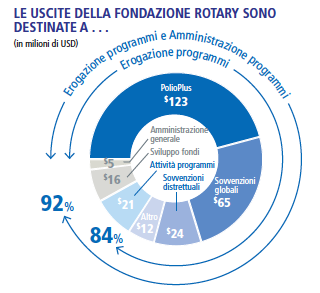 LE USCITE DELLA FONDAZIONE ROTARY SONO
DESTINATE A . . .
(in milioni di USD)
Erogazione programmi e Amministrazione programmi
Erogazione programmi
PolioPlus
$123
Amministrazione
generale
$5
Sviluppo fondi
$16
Attività programmi
$21
Sovvenzioni
distrettuali
Sovvenzioni
globali
$65
Altro
$12
$24
92%
84%